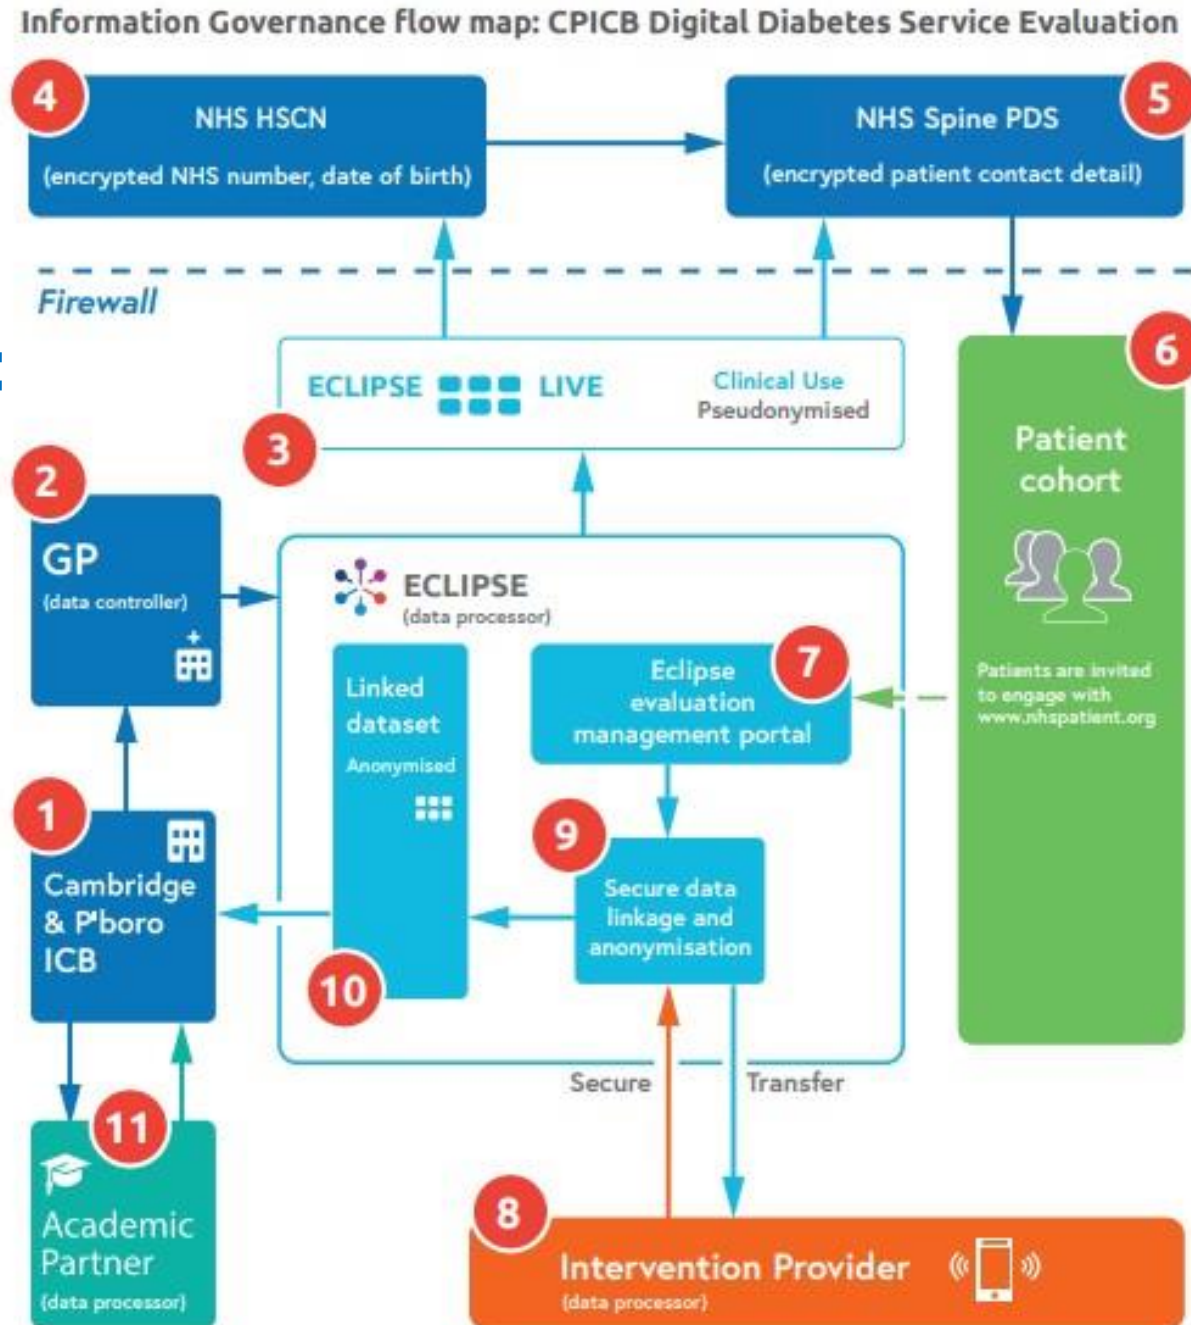 Information Governance flow map: CPICB Digital Diabetes Service Evaluation
4
NHS HSCN
(encrypted NHS number, date of birth)
5
NHS Spine PDS
(encrypted patient contact detail)
Firewall
3
ECLIPSE LIVE
Clinical Use
Pseudonymised
6
Patient
cohort
Patients are invited
to engage with
www.nhspatient.org
2
GP
(data controller)
ECLIPSE
(data processor)
Linked
dataset
Anonymised
7
Eclipse
evaluation
management portal
1
Cambridge
& P'boro
ICB
9
Secure data
linkage and
anonymisation
10
Secure
Transfer
11
Academic
Partner
(data processor)
8
Intervention Provider
(data processor)